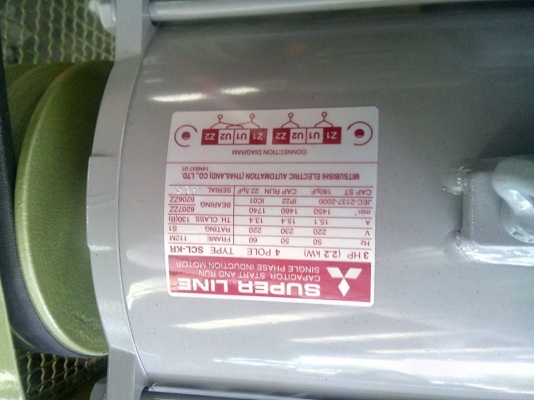 SUPER LINE
CAPACITOR START AND RUN
SINGLE PHASE INDUCTION MOTOR
3 HP (2.2 kW) 4 POLE TYPE SCL-KR
Hz 50 50 60 FRAME 112M
V 220 230 220 RATING S1
A 15.1 15.4 13.4 TH. CLASS 130(B)
min. 1450 1460 1740 BEARING 6207ZZ
JEC-2137-2000 IP22 IC01 6206ZZ
CAP ST 180µF CAP RUN 22.5µF SERIAL
MITSUBISHI ELECTRIC AUTOMATION (THAILAND) CO., LTD.
CONNECTION DIAGRAM
Z1 U1 U2 Z2 Z1 U1 U2 Z2